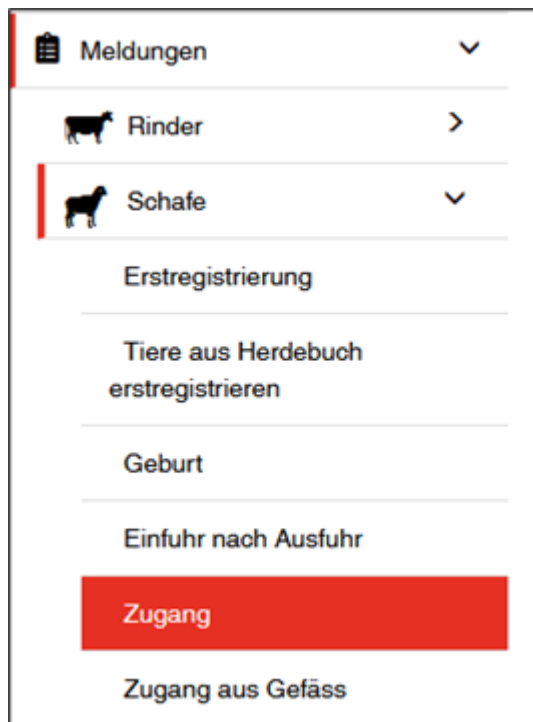 Meldungen
Rinder
Schafe
Erstregistrierung
Tiere aus Herdebuch
erstregistrieren
Geburt
Einfuhr nach Ausfuhr
Zugang
Zugang aus Gefäss